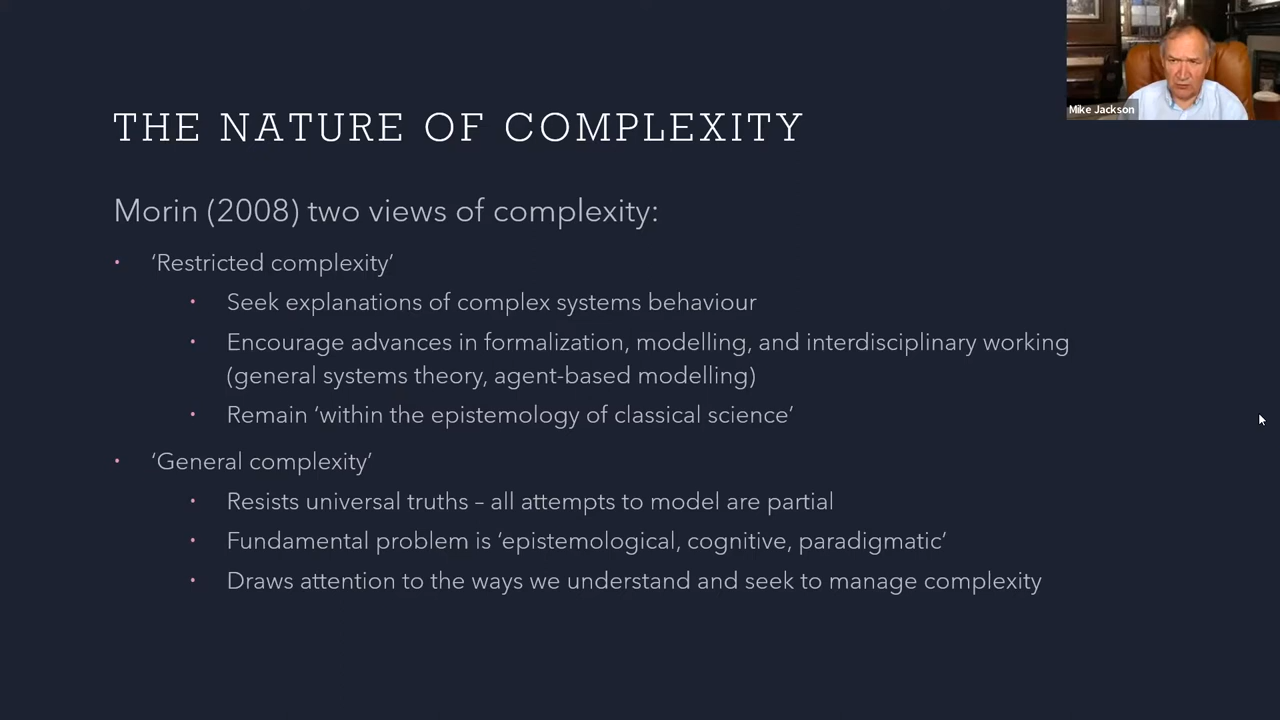 Mike Jackson
THE NATURE OF COMPLEXITY
Morin (2008) two views of complexity:
• ‘Restricted complexity’
• Seek explanations of complex systems behaviour
• Encourage advances in formalization, modelling, and interdisciplinary working
(general systems theory, agent-based modelling)
• Remain ‘within the epistemology of classical science’
• ‘General complexity’
• Resists universal truths – all attempts to model are partial
• Fundamental problem is ‘epistemological, cognitive, paradigmatic’
• Draws attention to the ways we understand and seek to manage complexity